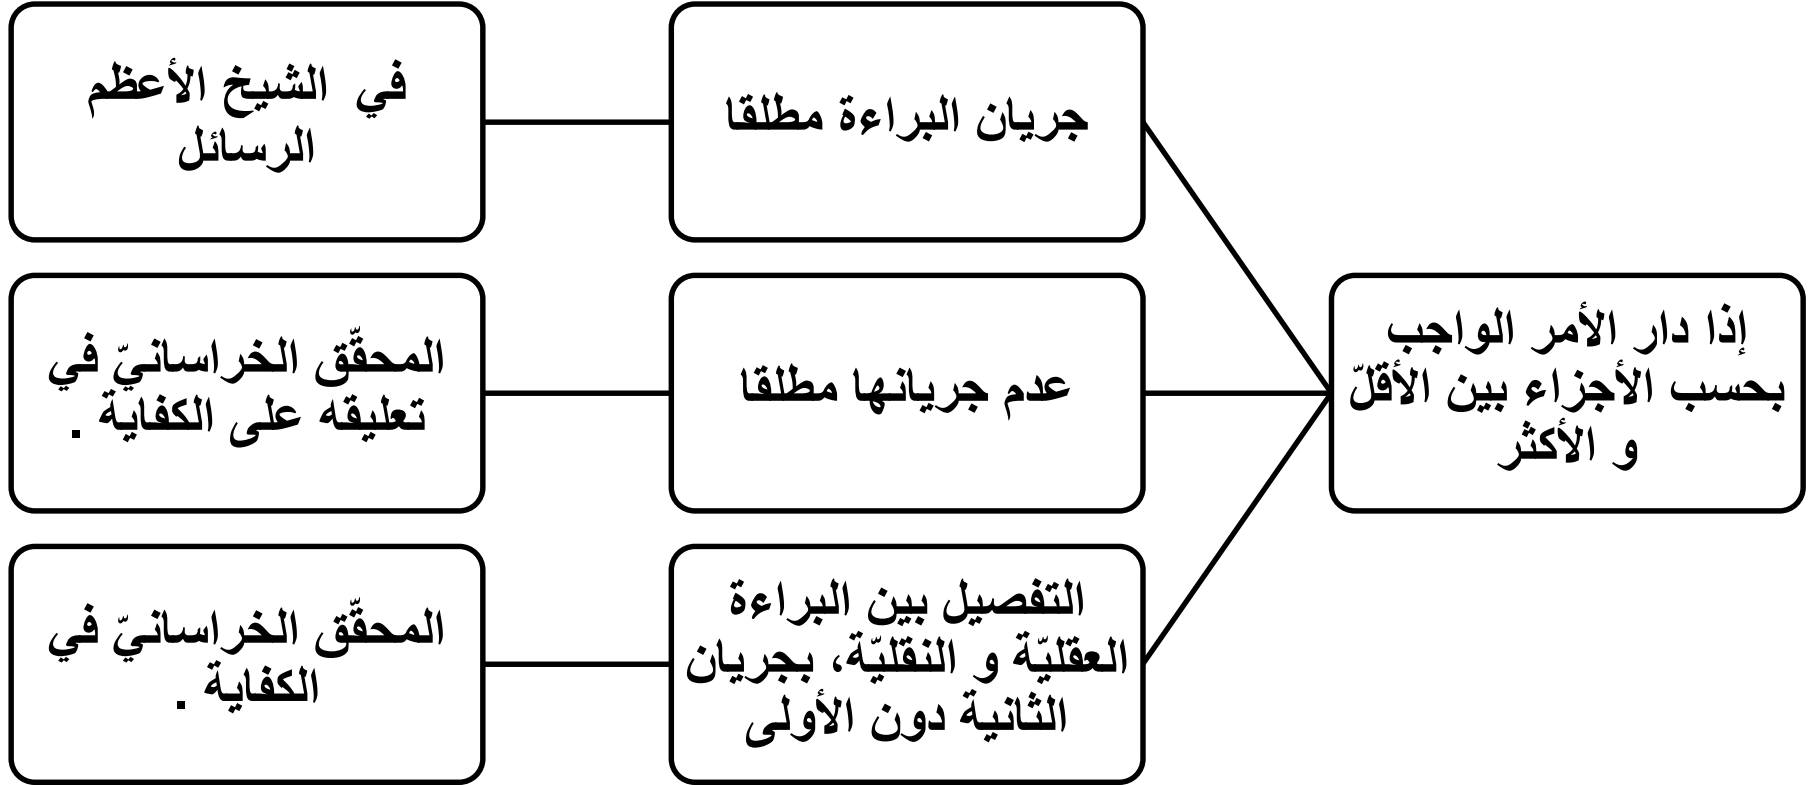 إذا دار الأمر الواجب
بحسب الأجزاء بين الأقلّ
و الأكثر
جريان البراءة مطلقا
في الشيخ الأعظم
الرسائل
عدم جريانها مطلقا
المحقّق الخراسانيّ في
تعليقه على الكفاية .
التفصيل بين البراءة
العقليّة و النقليّة، بجريان
الثانية دون الأولى
المحقّق الخراسانيّ في
الكفاية .